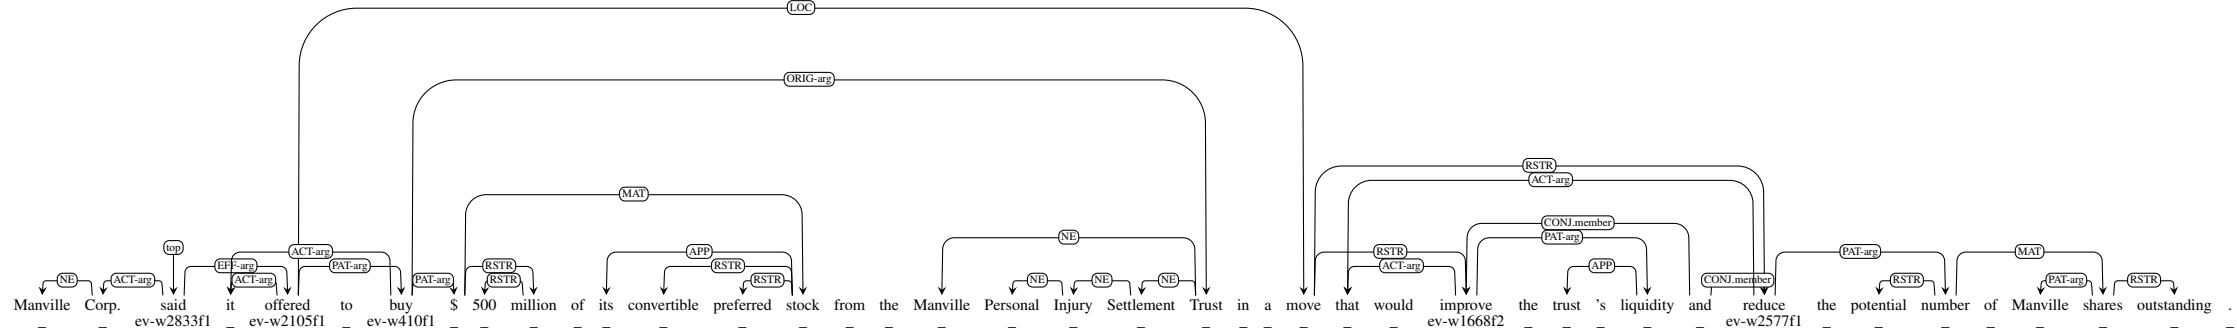 LOC
ORIG-arg
RSTR
ACT-arg
MAT
CONJ.member
NE PAT-arg
top ACT-arg APP RSTR PAT-arg MAT
EFF-arg PAT-arg RSTR RSTR ACT-arg APP
NE ACT-arg ACT-arg PAT-arg RSTR RSTR NE NE NE CONJ.member RSTR PAT-arg RSTR
Manville Corp. said it offered to buy $ 500 million of its convertible preferred stock from the Manville Personal Injury Settlement Trust in a move that would improve the trust 's liquidity and reduce the potential number of Manville shares outstanding .
_ _ ev-w2833f1 _ ev-w2105f1 _ ev-w410f1 _ _ _ _ _ _ _ _ _ _ _ _ _ _ _ _ _ _ _ _ ev-w1668f2 _ _ _ _ _ ev-w2577f1 _ _ _ _ _ _ _ _